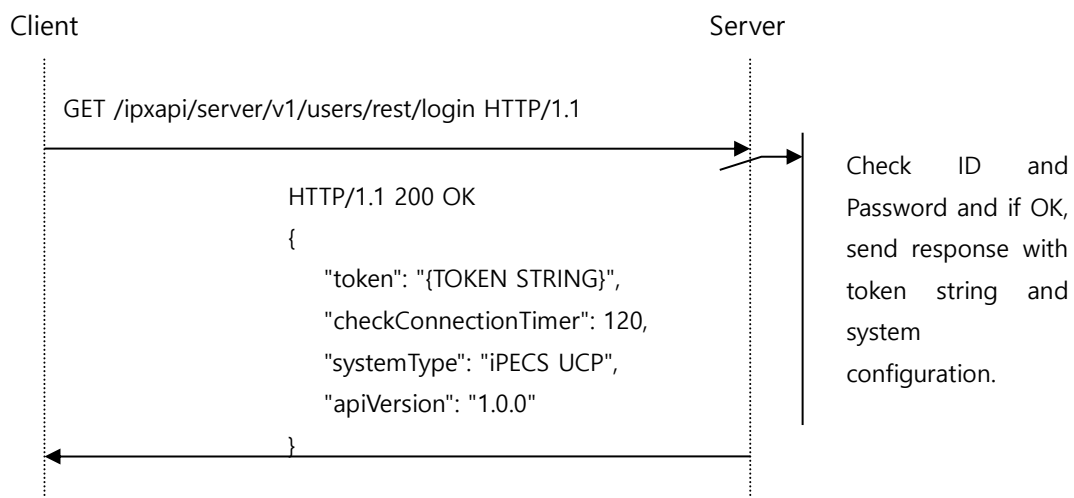 Client
Server
GET /ipxapi/server/v1/users/rest/login HTTP/1.1
HTTP/1.1 200 OK
{
"token": "{TOKEN STRING}",
"checkConnectionTimer": 120,
"systemType": "iPECS UCP",
"apiVersion": "1.0.0"
}
Check ID and
Password and if OK,
send response with
token string and
system
configuration.